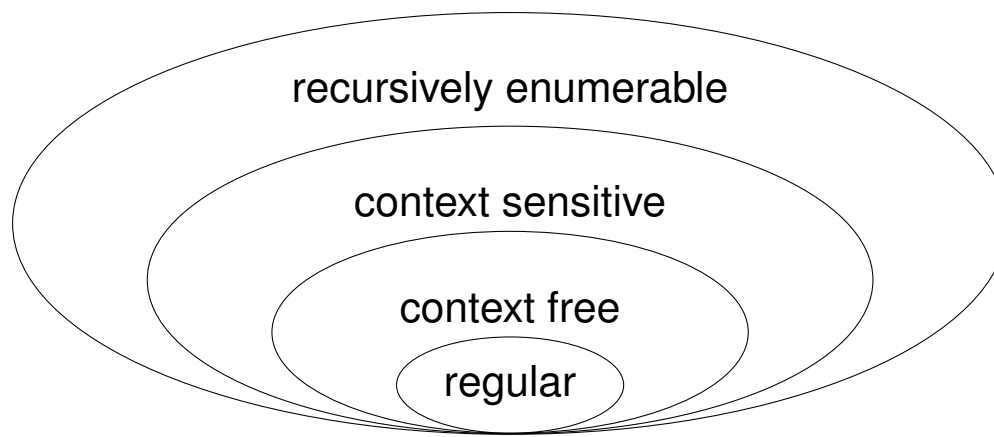 recursively enumerable
context sensitive
context free
regular